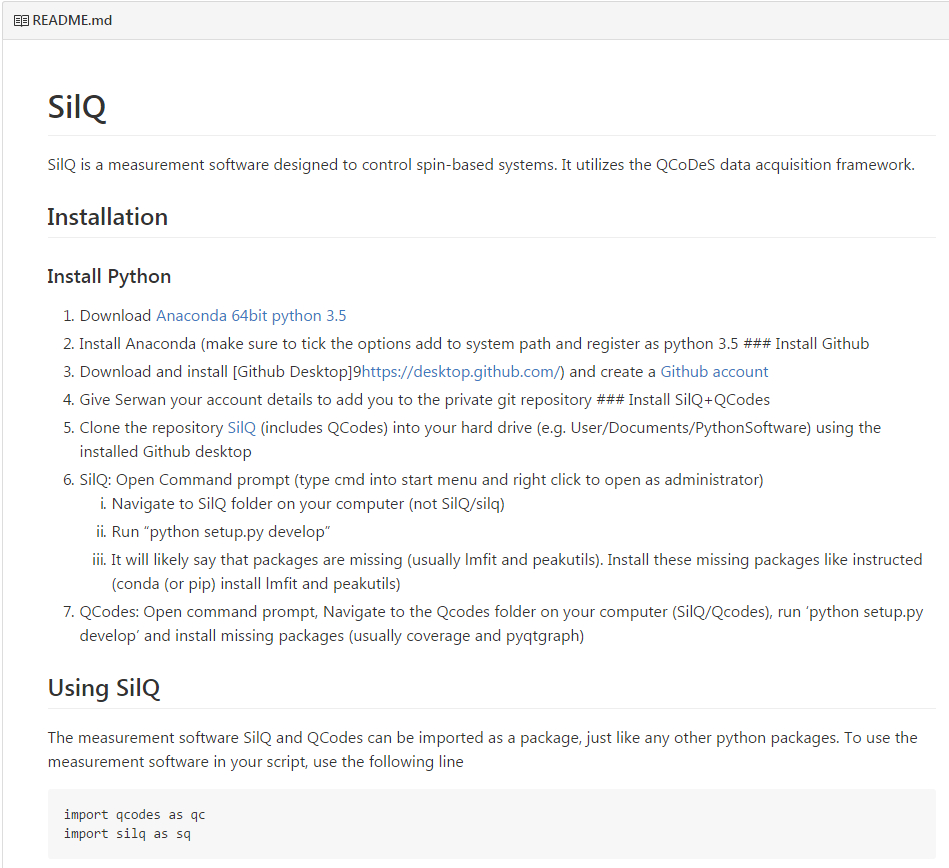 README.md
SilQ
SilQ is a measurement software designed to control spin-based systems. It utilizes the QCoDeS data acquisition framework.
Installation
Install Python
1. Download Anaconda 64bit python 3.5
2. Install Anaconda (make sure to tick the options add to system path and register as python 3.5 ### Install Github
3. Download and install [Github Desktop]9https://desktop.github.com/) and create a Github account
4. Give Serwan your account details to add you to the private git repository ### Install SilQ+QCodes
5. Clone the repository SilQ (includes QCodes) into your hard drive (e.g. User/Documents/PythonSoftware) using the
installed Github desktop
6. SilQ: Open Command prompt (type cmd into start menu and right click to open as administrator)
i. Navigate to SilQ folder on your computer (not SilQ/silq)
ii. Run “python setup.py develop”
iii. It will likely say that packages are missing (usually lmfit and peakutils). Install these missing packages like instructed
(conda (or pip) install lmfit and peakutils)
7. QCodes: Open command prompt, Navigate to the Qcodes folder on your computer (SilQ/Qcodes), run ‘python setup.py
develop’ and install missing packages (usually coverage and pyqtgraph)
Using SilQ
The measurement software SilQ and QCodes can be imported as a package, just like any other python packages. To use the
measurement software in your script, use the following line
import qcodes as qc
import silq as sq